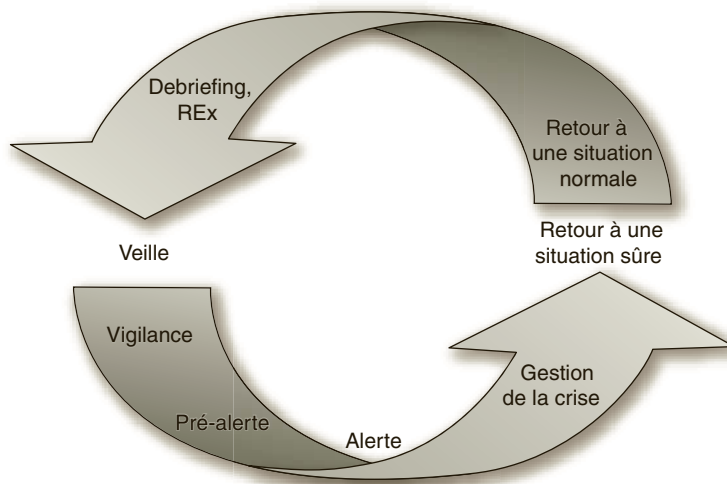 Debriefing,
REx
Retour à
une situation
normale
Veille
Retour à une
situation sûre
Vigilance
Pré-alerte
Alerte
Gestion
de la crise